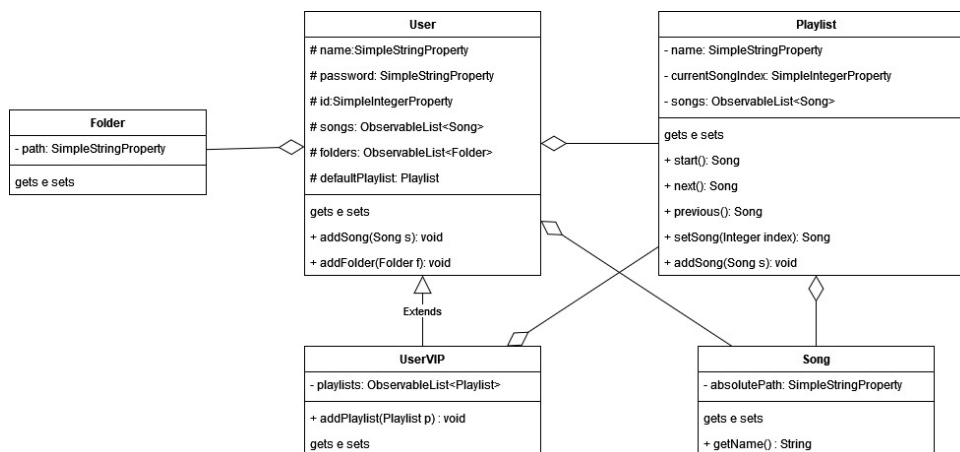 User
# name:SimpleStringProperty
# password: SimpleStringProperty
# id:SimpleIntegerProperty
# songs: ObservableList<Song>
# folders: ObservableList<Folder>
# defaultPlaylist: Playlist
gets e sets
+ addSong(Song s): void
+ addFolder(Folder f): void
Playlist
- name: SimpleStringProperty
- currentSongIndex: SimpleIntegerProperty
- songs: ObservableList<Song>
gets e sets
+ start(): Song
+ next(): Song
+ previous(): Song
+ setSong(Integer index): Song
+ addSong(Song s): void
Folder
- path: SimpleStringProperty
gets e sets
Extends
UserVIP
- playlists: ObservableList<Playlist>
+ addPlaylist(Playlist p) : void
gets e sets
Song
- absolutePath: SimpleStringProperty
gets e sets
+ getName() : String